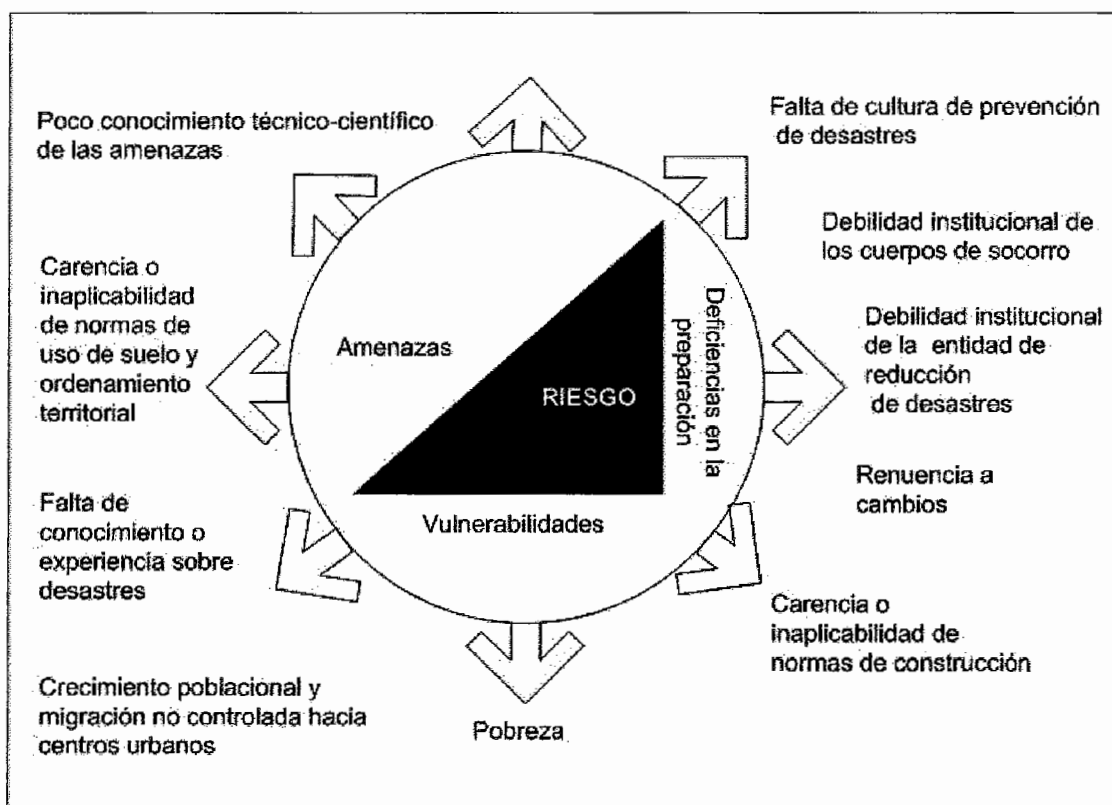 Poco conocimiento técnico-científico
de las amenazas
Falta de cultura de prevención
de desastres
Debilidad institucional de
los cuerpos de socorro
Carencia o
inaplicabilidad
de normas de
uso de suelo y
ordenamiento
territorial
Amenazas
RIESGO
Deficiencias en la
preparación
Vulnerabilidades
Debilidad institucional
de la entidad de
reducción
de desastres
Renuencia a
cambios
Falta de
conocimiento o
experiencia sobre
desastres
Carencia o
inaplicabilidad de
normas de construcción
Crecimiento poblacional y
migración no controlada hacia
centros urbanos
Pobreza